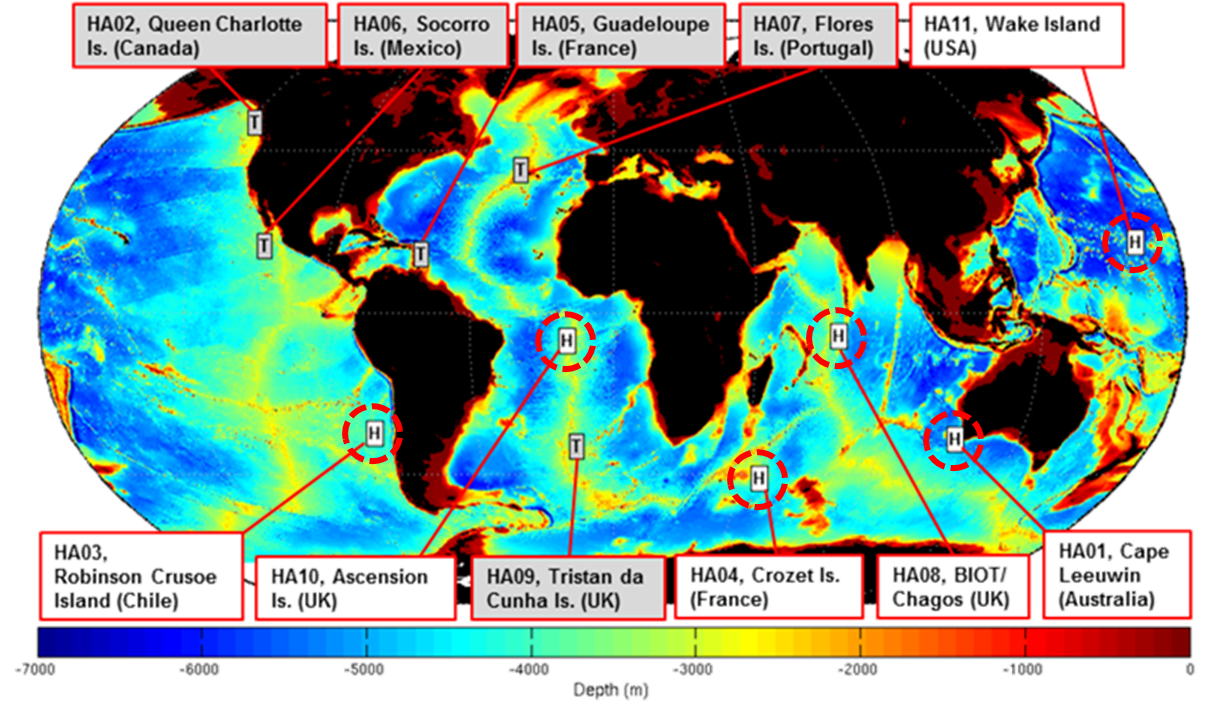 HA02, Queen Charlotte
Is. (Canada)
HA06, Socorro
Is. (Mexico)
HA05, Guadeloupe
Is. (France)
HA07, Flores
Is. (Portugal)
HA11, Wake Island
(USA)
T
T
T
T
H
H
H
H
T
H
H
HA03,
Robinson Crusoe
Island (Chile)
HA10, Ascension
Is. (UK)
HA09, Tristan da
Cunha Is. (UK)
HA04, Crozet Is.
(France)
HA08, BIOT/
Chagos (UK)
HA01, Cape
Leeuwin
(Australia)
-7000 -6000 -5000 -4000 -3000 -2000 -1000 0
Depth (m)